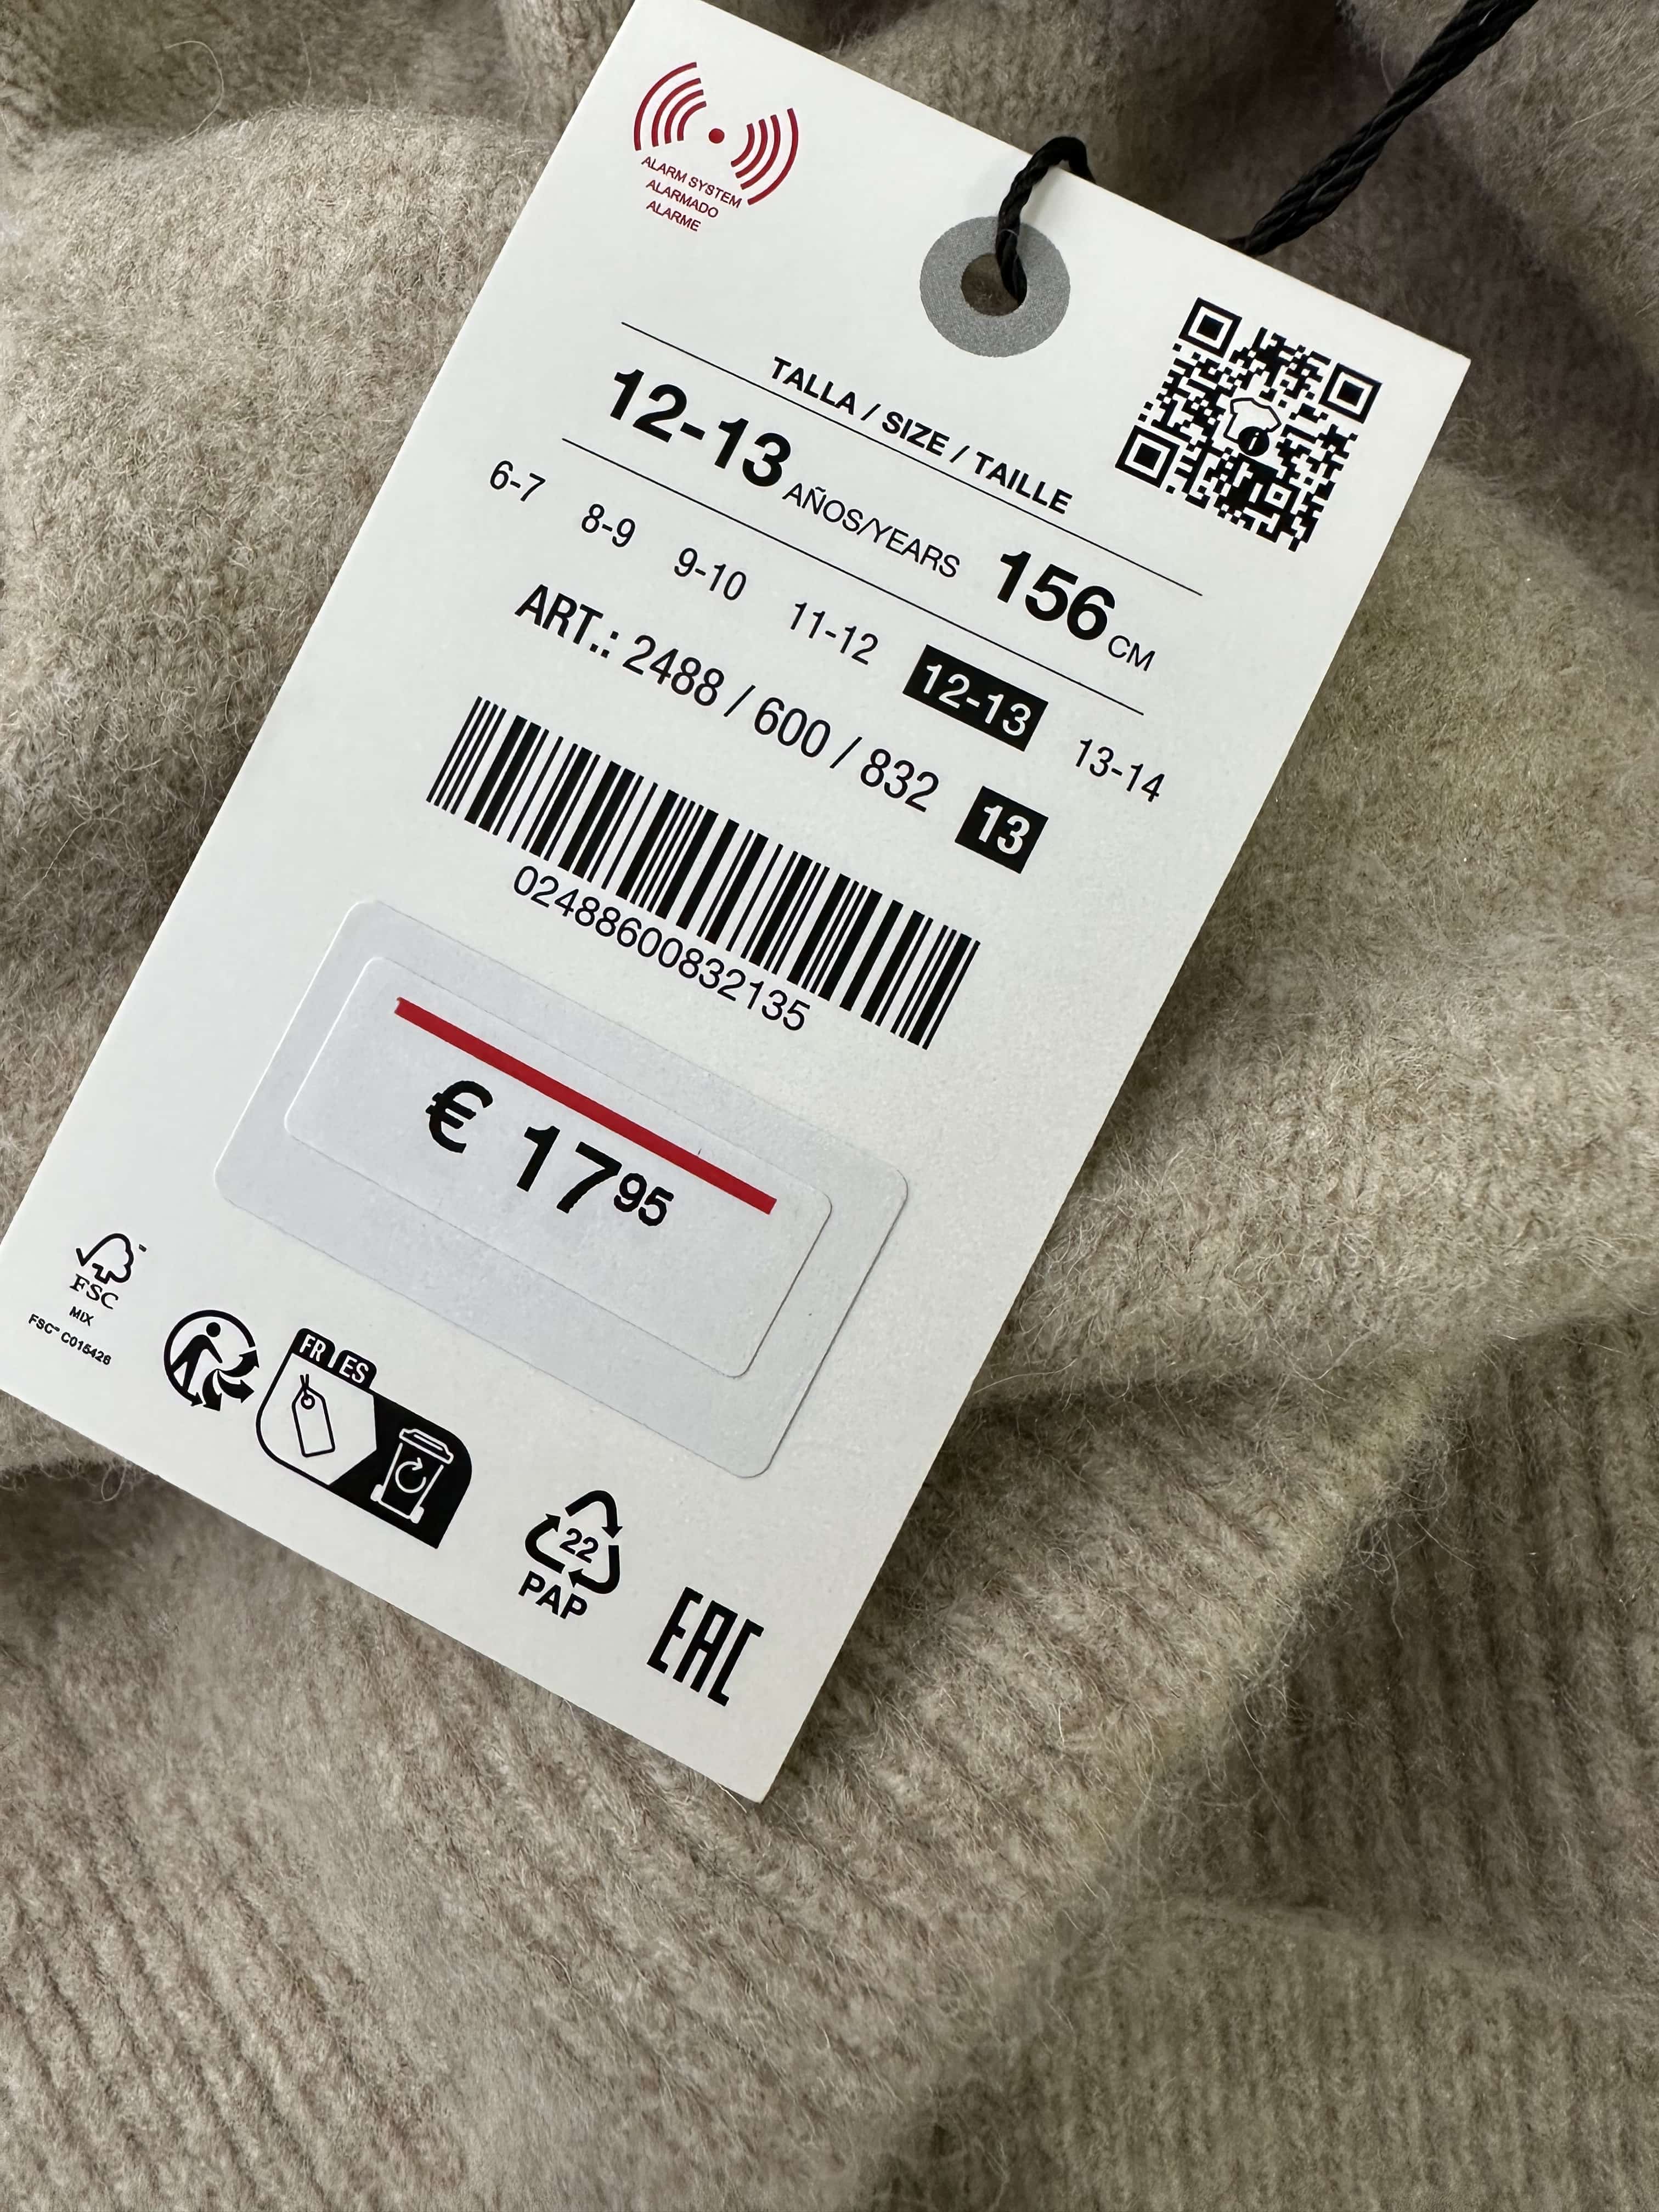 ALARM SYSTEM
ALARMADO
ALARME
TALLA / SIZE / TAILLE
12-13 AÑOS/YEARS 156 CM
6-7 8-9 9-10 11-12 12-13 13-14
ART.: 2488 / 600 / 832 13
02488600832135
€ 17 95
FSC™
MIX
FSC™ C015428
FR ES
22
PAP
EAC